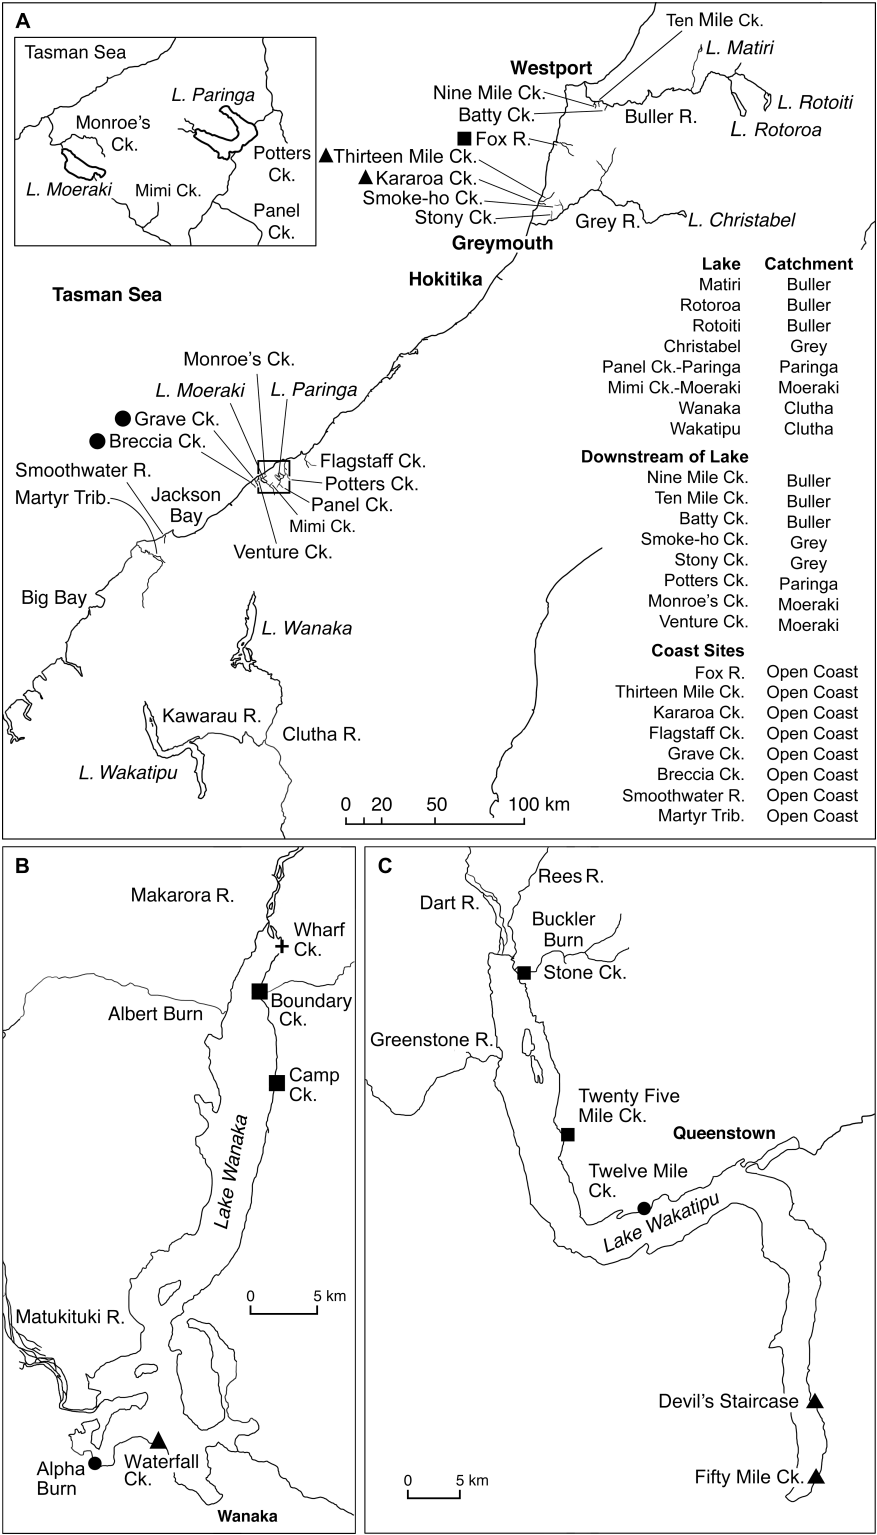 A
Tasman Sea
L. Paringa
Monroe's
Ck.
Potters
Ck.
L. Moeraki
Mimi Ck.
Panel
Ck.
Ten Mile Ck.
L. Matiri
Westport
Nine Mile Ck.
Batty Ck.
Buller R.
L. Rotoiti
L. Rotoroa
Fox R.
Thirteen Mile Ck.
Kararoa Ck.
Smoke-ho Ck.
Stony Ck.
Grey R.
L. Christabel
Greymouth
Hokitika
Tasman Sea
Monroe's Ck.
L. Moeraki
L. Paringa
Grave Ck.
Breccia Ck.
Smoothwater R.
Martyr Trib.
Jackson
Bay
Flagstaff Ck.
Potters Ck.
Panel Ck.
Mimi Ck.
Venture Ck.
Big Bay
L. Wanaka
Kawarau R.
Clutha R.
L. Wakatipu
0 20 50 100 km
Lake Catchment
Matiri Buller
Rotoroa Buller
Rotoiti Buller
Christabel Grey
Panel Ck.-Paringa Paringa
Mimi Ck.-Moeraki Moeraki
Wanaka Clutha
Wakatipu Clutha
Downstream of Lake
Nine Mile Ck. Buller
Ten Mile Ck. Buller
Batty Ck. Buller
Smoke-ho Ck. Grey
Stony Ck. Grey
Potters Ck. Paringa
Monroe's Ck. Moeraki
Venture Ck. Moeraki
Coast Sites
Fox R. Open Coast
Thirteen Mile Ck. Open Coast
Kararoa Ck. Open Coast
Flagstaff Ck. Open Coast
Grave Ck. Open Coast
Breccia Ck. Open Coast
Smoothwater R. Open Coast
Martyr Trib. Open Coast
B
Makarora R.
Wharf
Ck.
Boundary
Ck.
Albert Burn
Camp
Ck.
Lake Wanaka
0 5 km
Matukituki R.
Alpha
Burn
Waterfall
Ck.
Wanaka
C
Rees R.
Dart R.
Buckler
Burn
Stone Ck.
Greenstone R.
Twenty Five
Mile Ck.
Queenstown
Twelve Mile
Ck.
Lake Wakatipu
Devil's Staircase
Fifty Mile Ck.
0 5 km